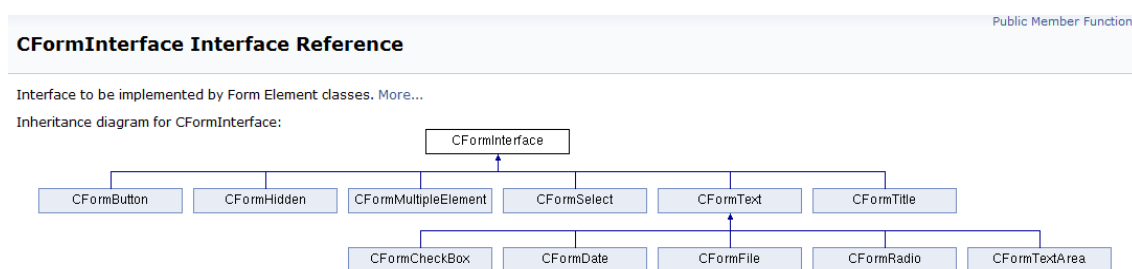 Public Member Function
CFormInterface Interface Reference
Interface to be implemented by Form Element classes. More...
Inheritance diagram for CFormInterface:
CFormInterface
CFormButton CFormHidden CFormMultipleElement CFormSelect CFormText CFormTitle
CFormCheckBox CFormDate CFormFile CFormRadio CFormTextArea